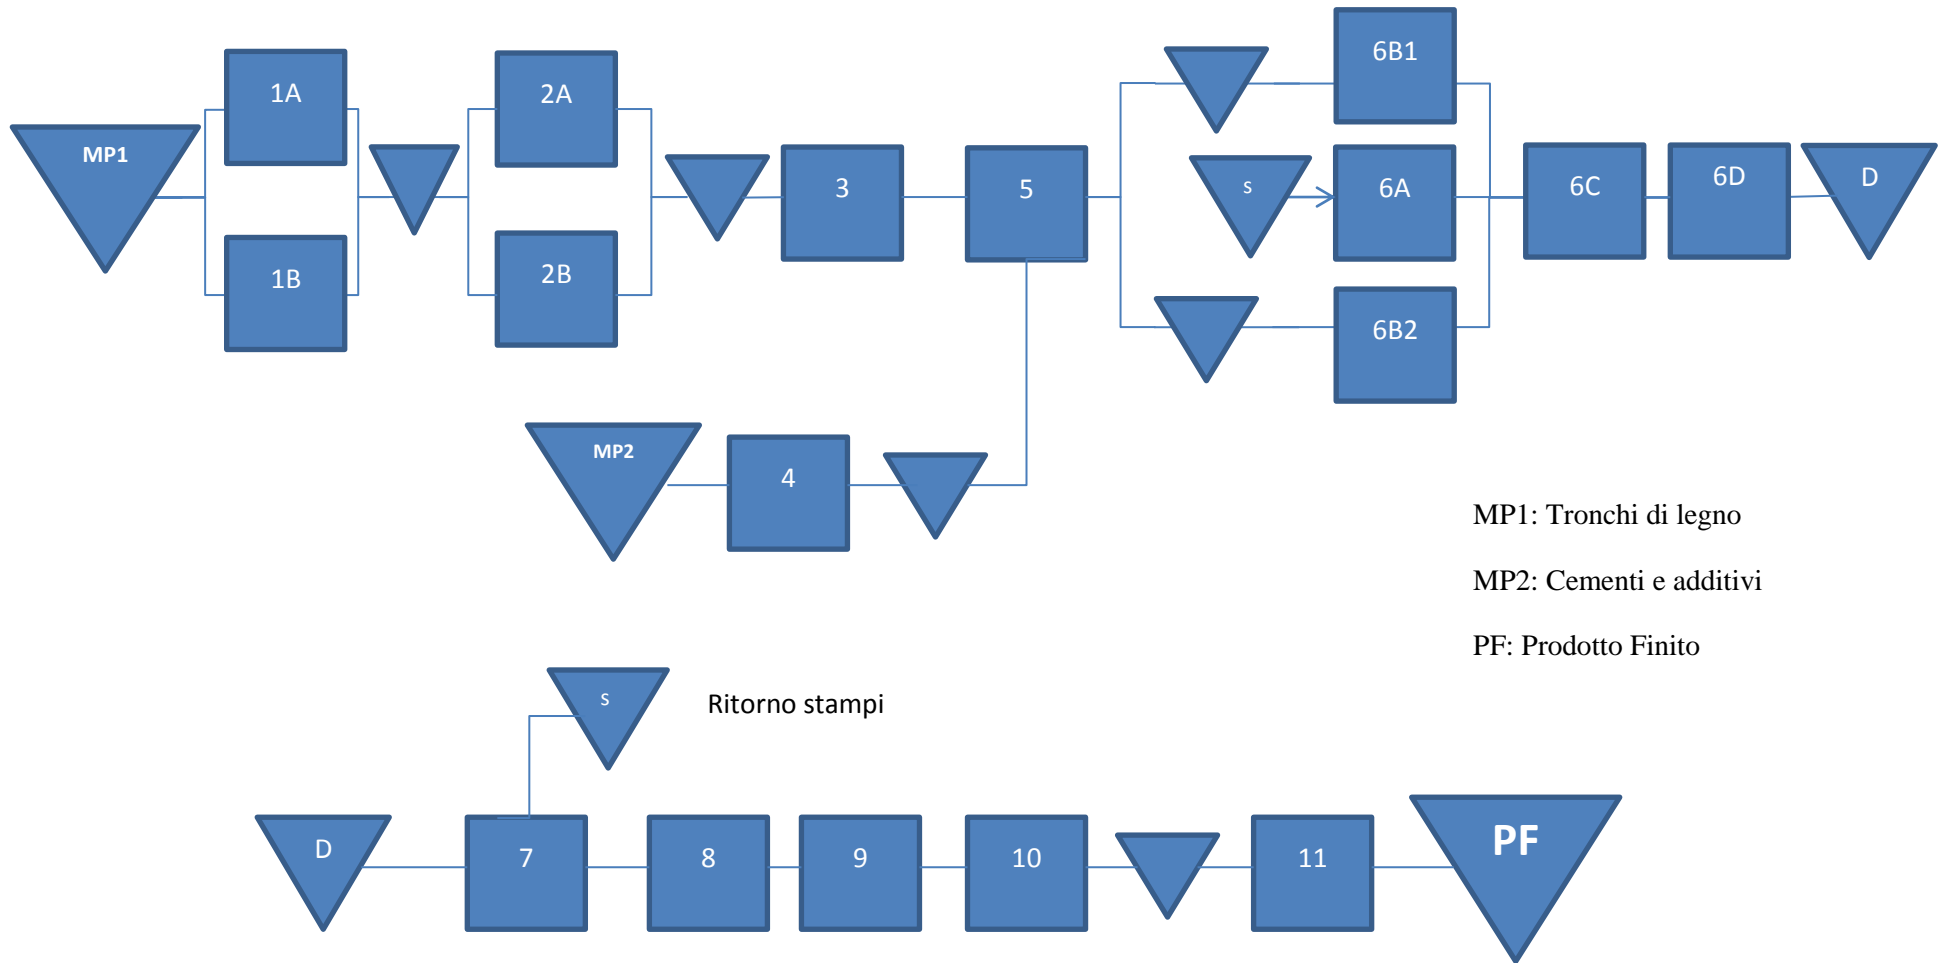 MP1
1A
1B
2A
2B
3
5
6B1
s
6A
6B2
6C
6D
D
MP2
4
MP1: Tronchi di legno
MP2: Cementi e additivi
PF: Prodotto Finito
s
Ritorno stampi
D
7
8
9
10
11
PF